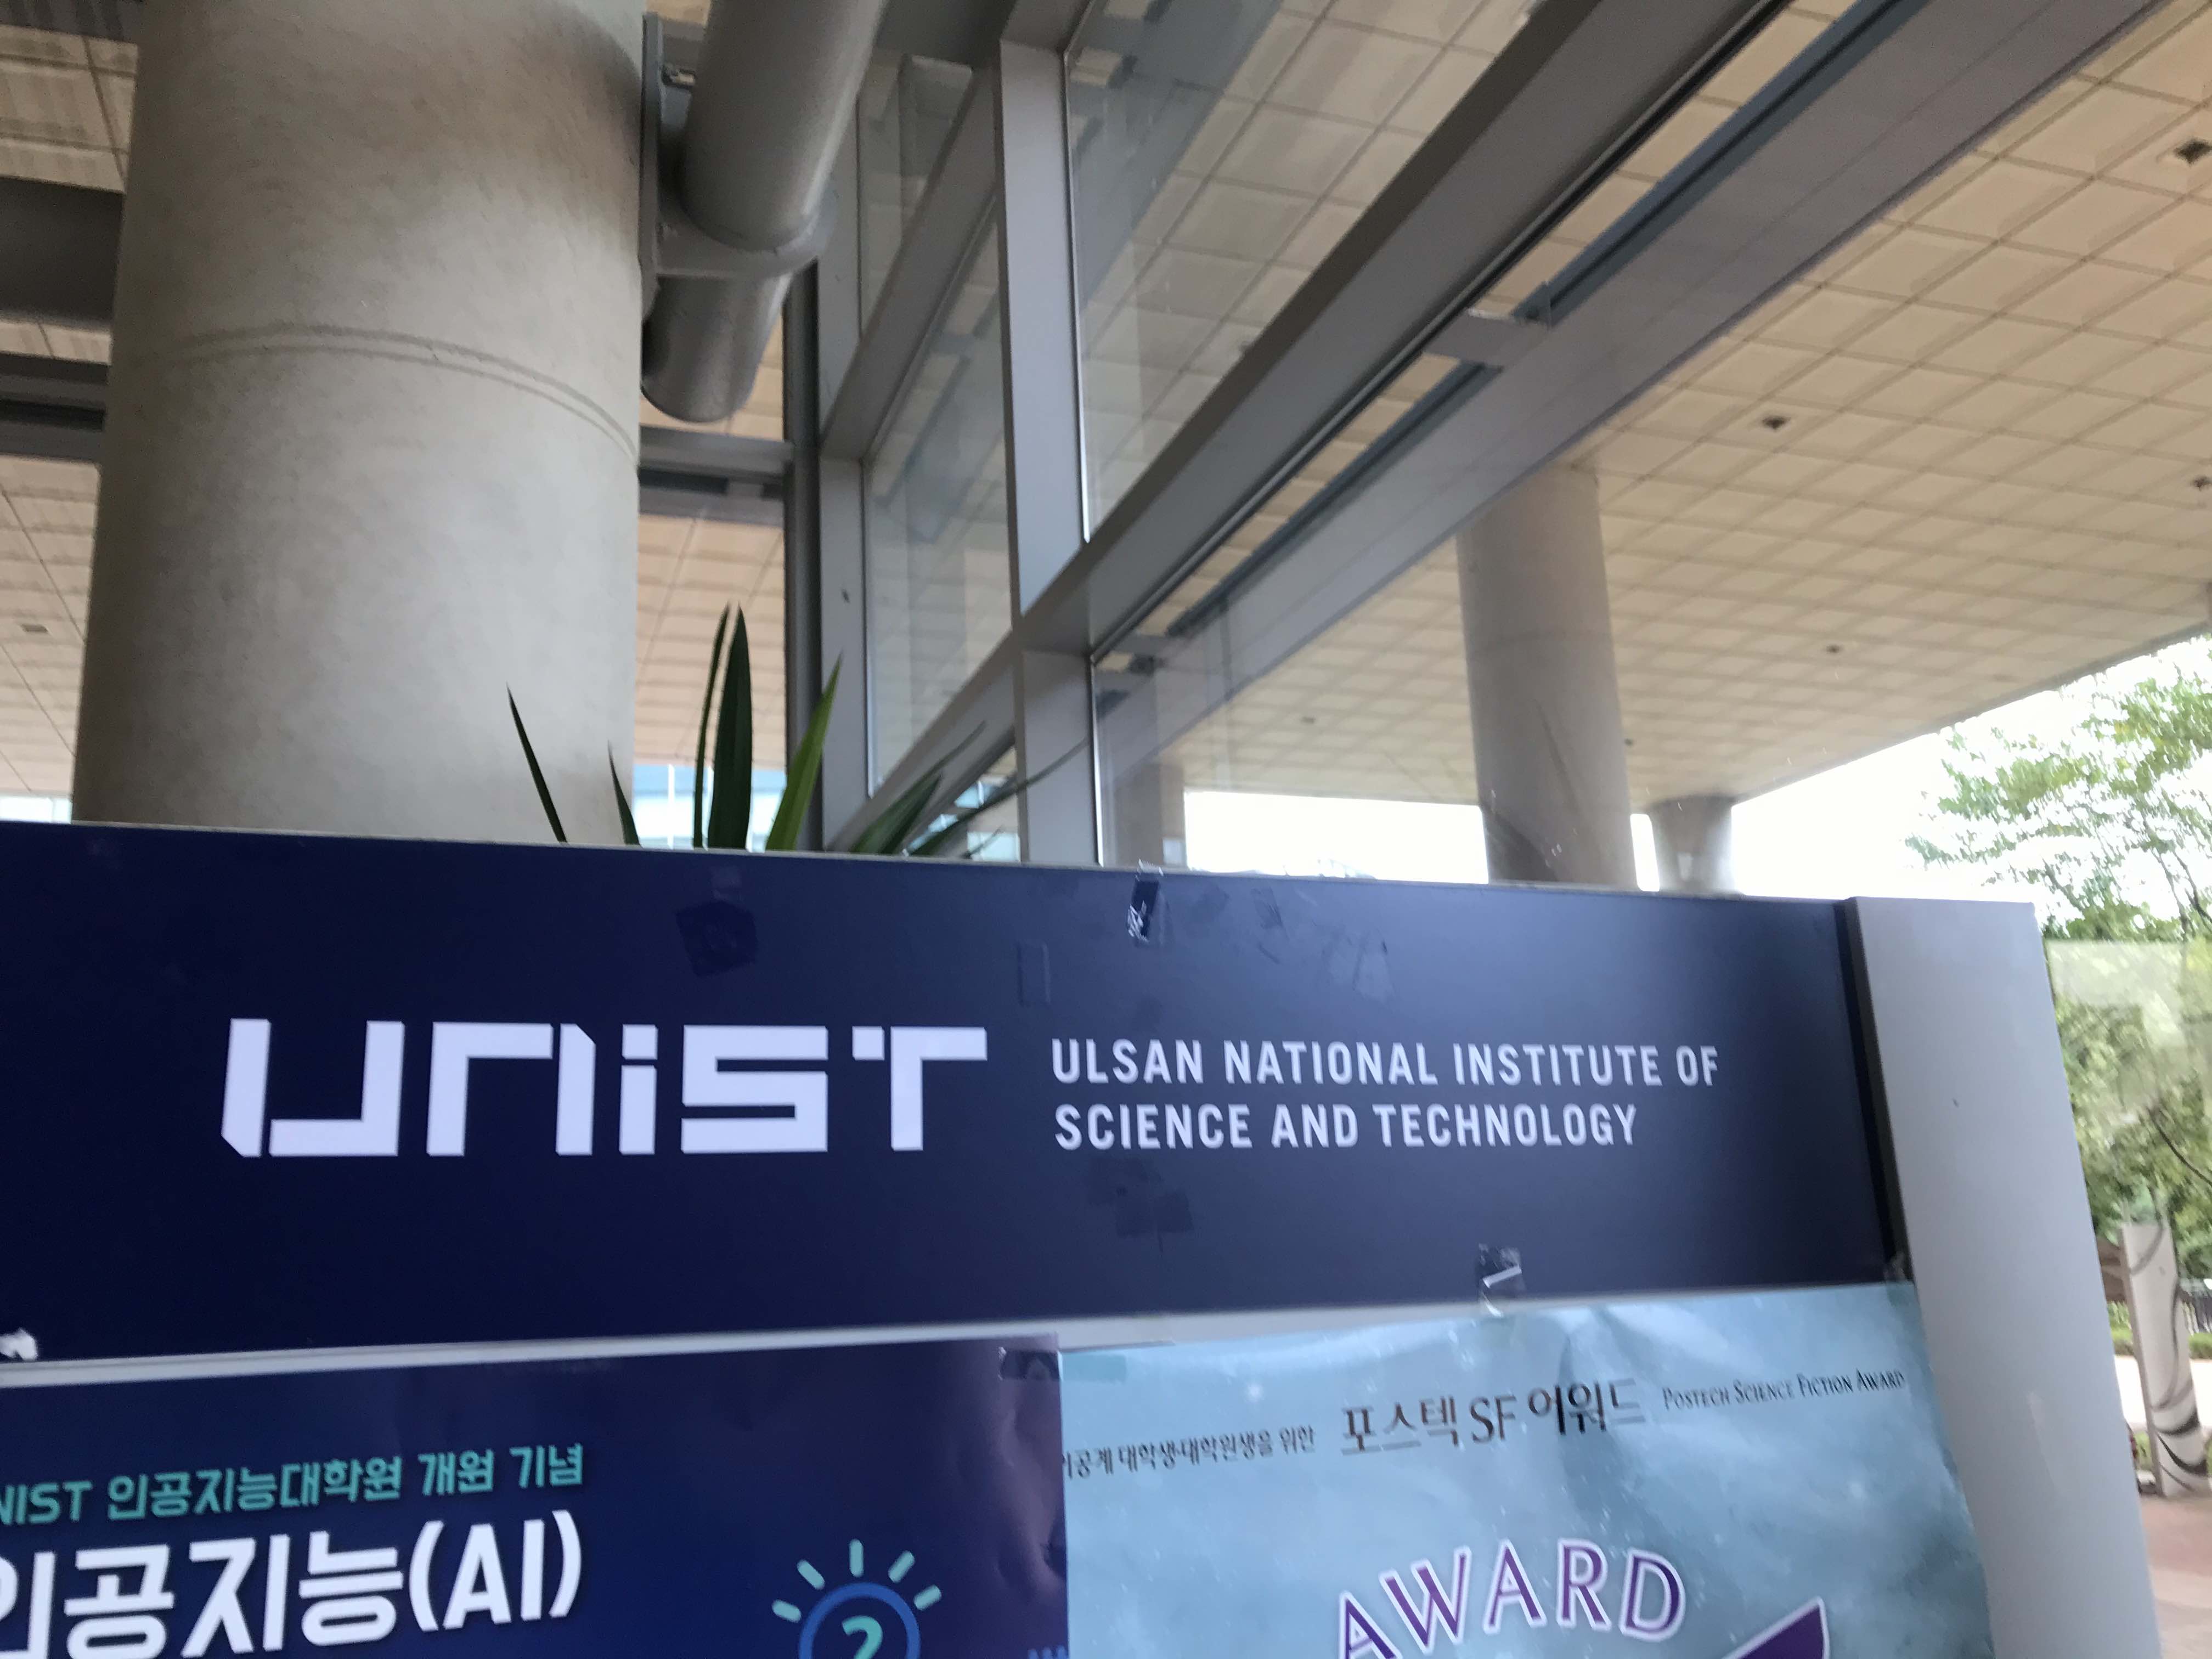 UNIST
ULSAN NATIONAL INSTITUTE OF
SCIENCE AND TECHNOLOGY
NIST 인공지능대학원 개원 기념
인공지능(AI)
?
이공계 대학생·대학원생을 위한 포스텍 SF 어워드 POSTECH SCIENCE FICTION AWARD
AWARD